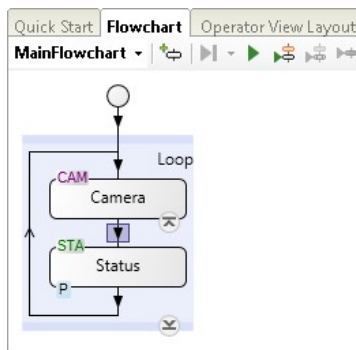 Quick Start Flowchart Operator View Layout
MainFlowchart
Loop
CAM
Camera
STA
Status
P